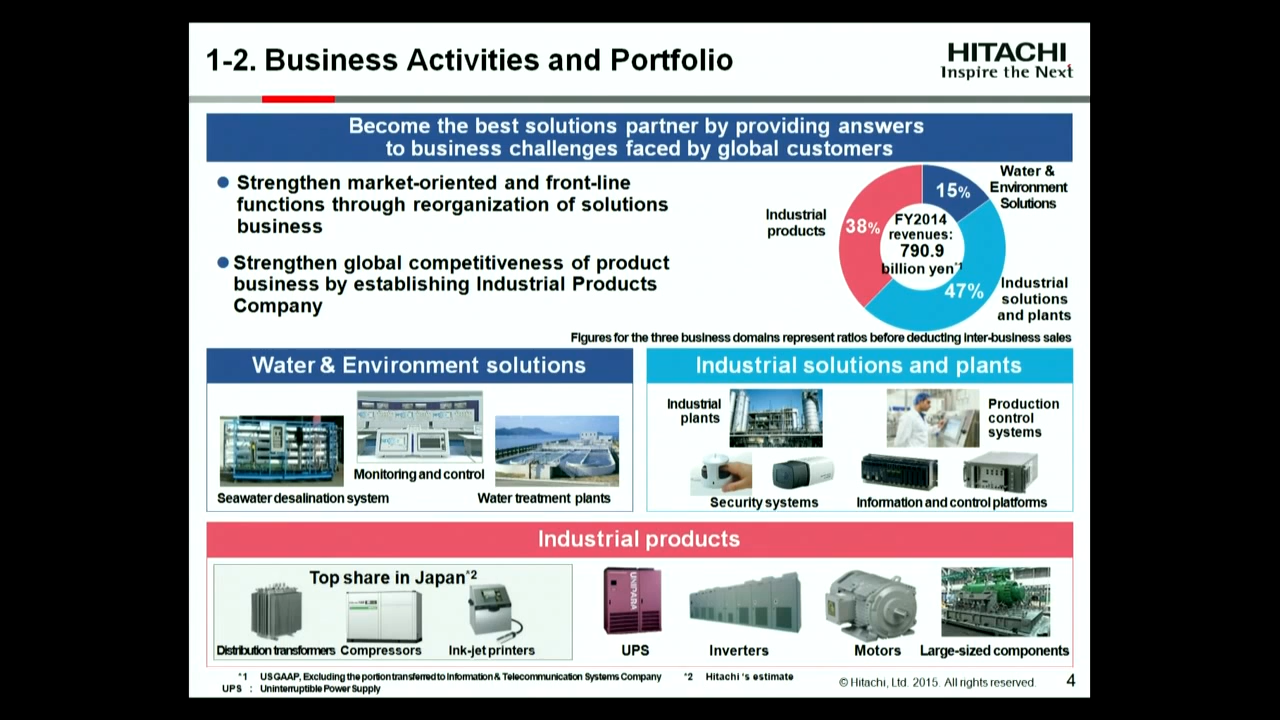 1-2. Business Activities and Portfolio
HITACHI
Inspire the Next
Become the best solutions partner by providing answers
to business challenges faced by global customers
● Strengthen market-oriented and front-line
functions through reorganization of solutions
business
● Strengthen global competitiveness of product
business by establishing Industrial Products
Company
Water &
Environment
Solutions
15%
Industrial
products
38%
FY2014
revenues:
790.9
billion yen*1
47%
Industrial
solutions
and plants
Figures for the three business domains represent ratios before deducting inter-business sales
Water & Environment solutions
Monitoring and control
Seawater desalination system
Water treatment plants
Industrial solutions and plants
Industrial
plants
Production
control
systems
Security systems
Information and control platforms
Industrial products
Top share in Japan*2
Distribution transformers
Compressors
Ink-jet printers
UNIPARA
UPS
Inverters
Motors
Large-sized components
*1 US GAAP, Excluding the portion transferred to Information & Telecommunication Systems Company
*2 Hitachi 's estimate
UPS : Uninterruptible Power Supply
© Hitachi, Ltd. 2015. All rights reserved.
4